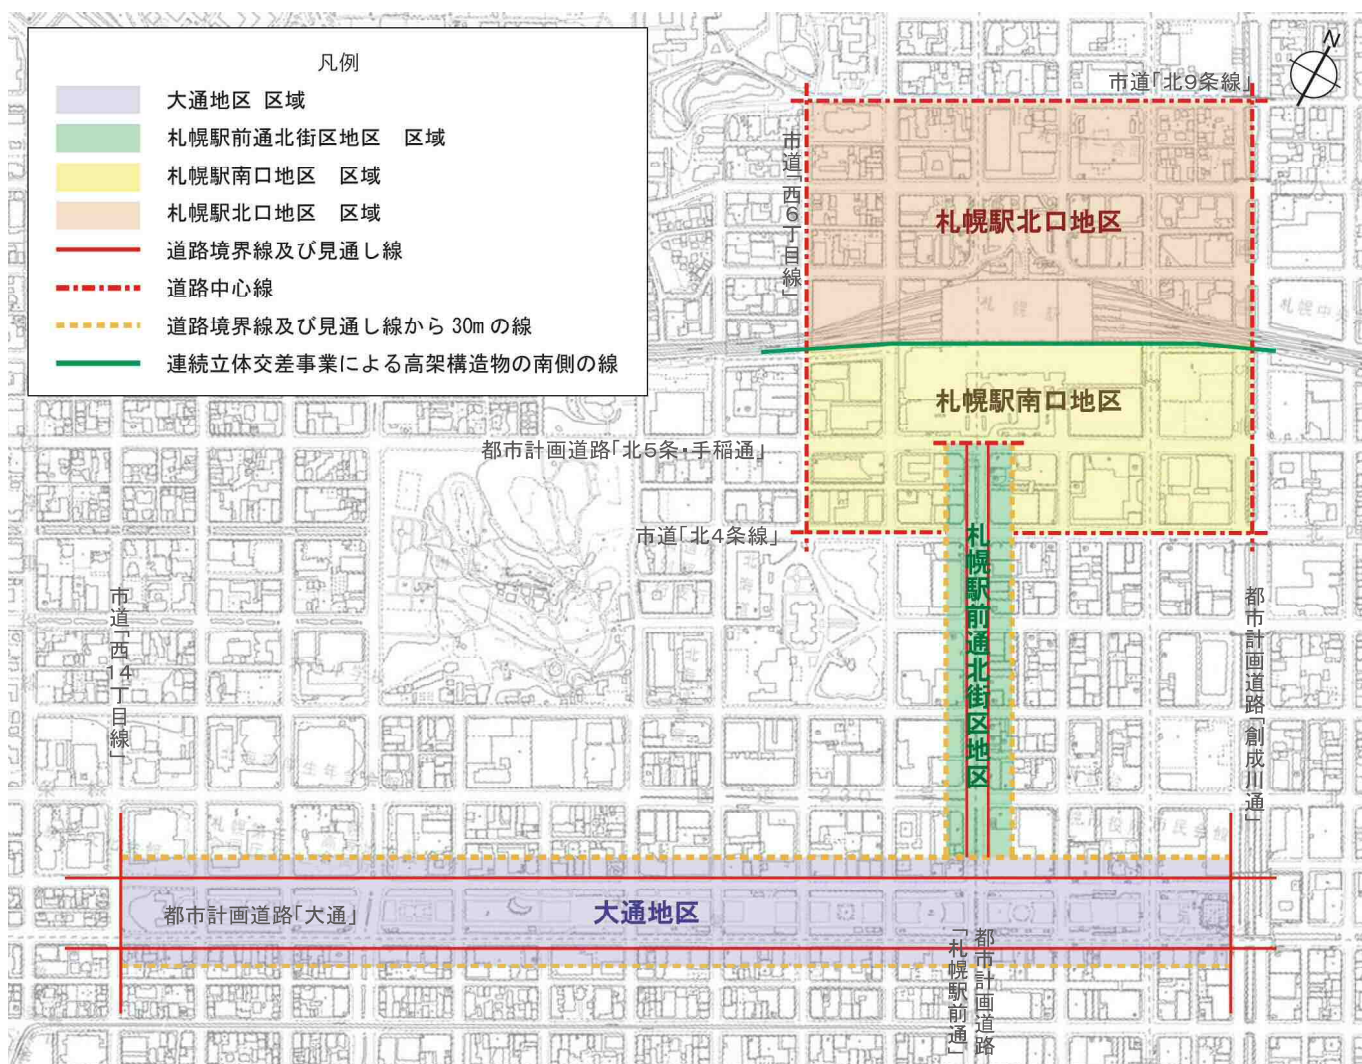 凡例
大通地区 区域
札幌駅前通北街区地区 区域
札幌駅南口地区 区域
札幌駅北口地区 区域
道路境界線及び見通し線
道路中心線
道路境界線及び見通し線から 30m の線
連続立体交差事業による高架構造物の南側の線
N
市道「北9条線」
市道「西6丁目線」
札幌駅北口地区
札幌駅
札幌中
札幌駅南口地区
都市計画道路「北5条・手稲通」
市道「北4条線」
札幌駅前通北街区地区
市道「西14丁目線」
都市計画道路「創成川通」
都市計画道路「大通」
大通地区
都市計画道路
「札幌駅前通」